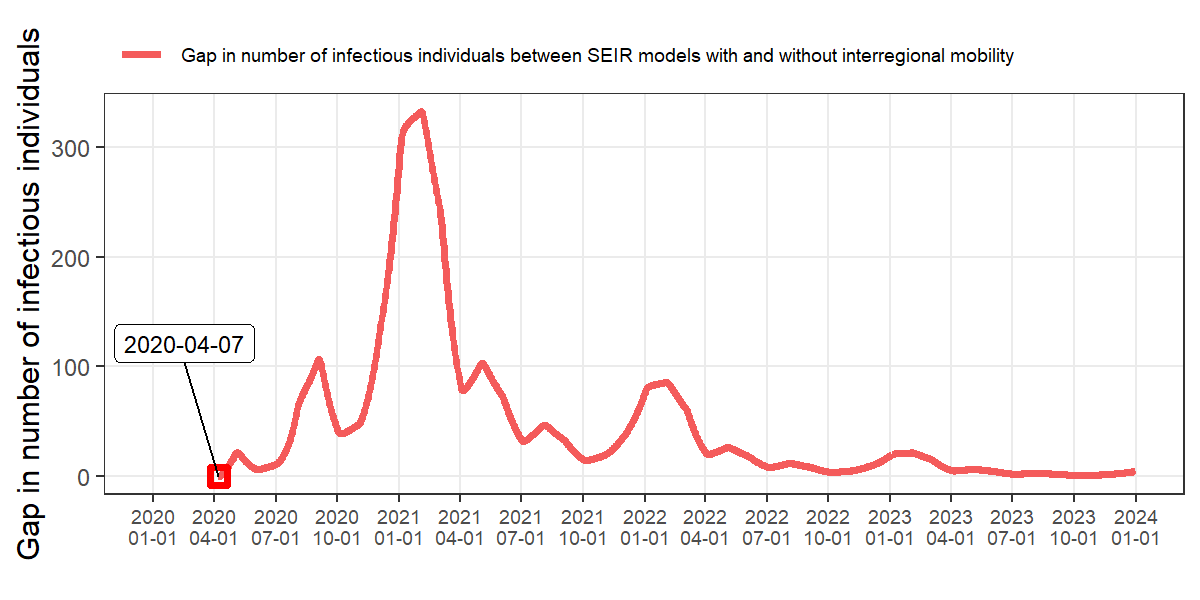 Gap in number of infectious individuals between SEIR models with and without interregional mobility
Gap in number of infectious individuals
300
200
100
0
2020-04-07
2020 2020 2020 2020 2021 2021 2021 2021 2022 2022 2022 2022 2023 2023 2023 2023 2024
01-01 04-01 07-01 10-01 01-01 04-01 07-01 10-01 01-01 04-01 07-01 10-01 01-01 04-01 07-01 10-01 01-01